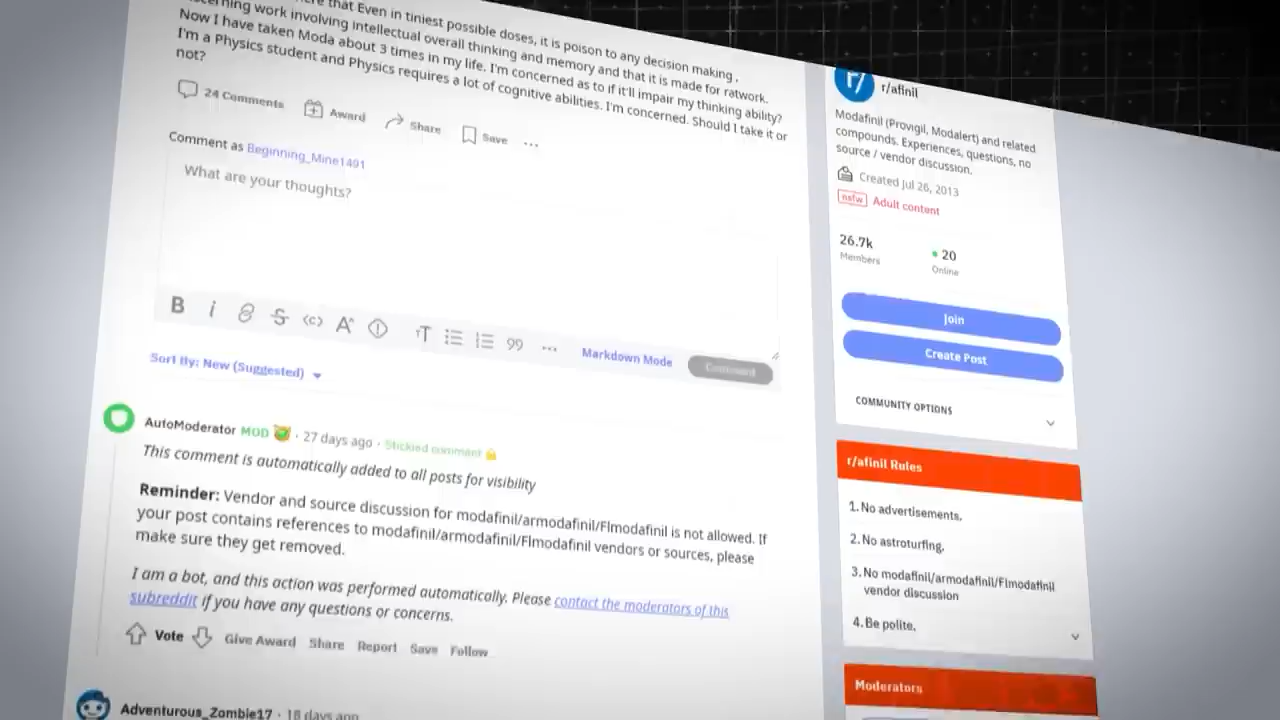 that Even in tiniest possible doses, it is poison to any decision making ,
work involving intellectual overall thinking and memory and that it is made for ratwork.
Now I have taken Moda about 3 times in my life. I'm concerned as to if it'll impair my thinking ability?
I'm a Physics student and Physics requires a lot of cognitive abilities. I'm concerned. Should I take it or
not?
24 Comments Award Share Save ...
Comment as Beginning_Mine1491
What are your thoughts?
B i S <c> A T 99 ... Markdown Mode Comment
Sort By: New (Suggested)
AutoModerator MOD · 27 days ago · Stickied comment
This comment is automatically added to all posts for visibility
Reminder: Vendor and source discussion for modafinil/armodafinil/Flmodafinil is not allowed. If
your post contains references to modafinil/armodafinil/Flmodafinil vendors or sources, please
make sure they get removed.
I am a bot, and this action was performed automatically. Please contact the moderators of this
subreddit if you have any questions or concerns.
Vote Give Award Share Report Save Follow
Adventurous_Zombie17 · 18 days ago
r/ r/afinil
Modafinil (Provigil, Modalert) and related
compounds. Experiences, questions, no
source / vendor discussion.
Created Jul 26, 2013
nsfw Adult content
26.7k 20
Members Online
Join
Create Post
COMMUNITY OPTIONS
r/afinil Rules
1. No advertisements.
2. No astroturfing.
3. No modafinil/armodafinil/Flmodafinil
vendor discussion
4. Be polite.
Moderators